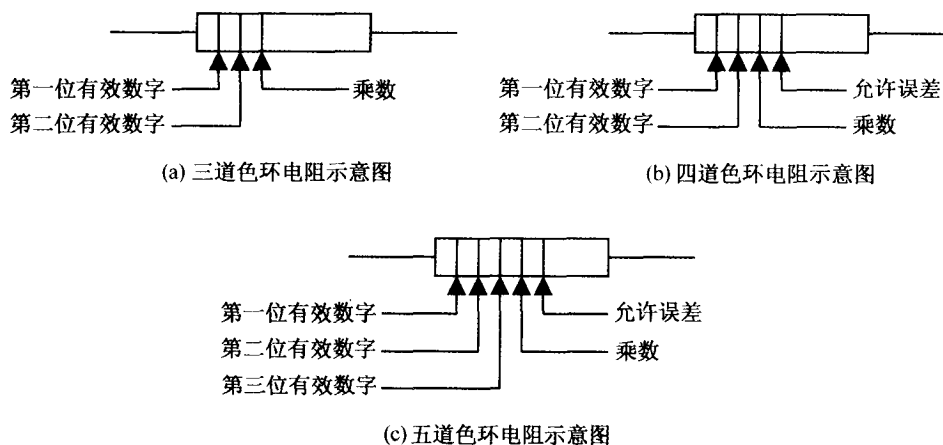 第一位有效数字
乘数
第二位有效数字
(a) 三道色环电阻示意图
第一位有效数字
允许误差
第二位有效数字
乘数
(b) 四道色环电阻示意图
第一位有效数字
允许误差
第二位有效数字
乘数
第三位有效数字
(c) 五道色环电阻示意图